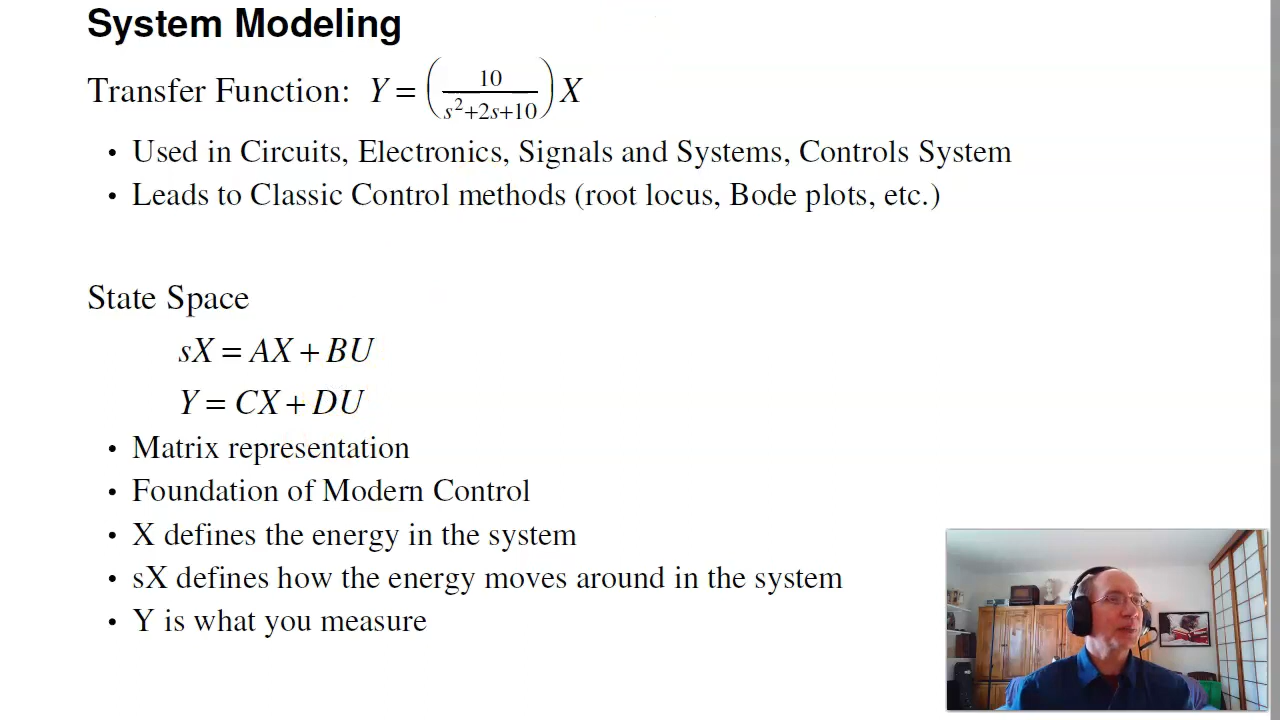 System Modeling
Transfer Function: Y = (10 / s²+2s+10) X
• Used in Circuits, Electronics, Signals and Systems, Controls System
• Leads to Classic Control methods (root locus, Bode plots, etc.)
State Space
sX = AX + BU
Y = CX + DU
• Matrix representation
• Foundation of Modern Control
• X defines the energy in the system
• sX defines how the energy moves around in the system
• Y is what you measure